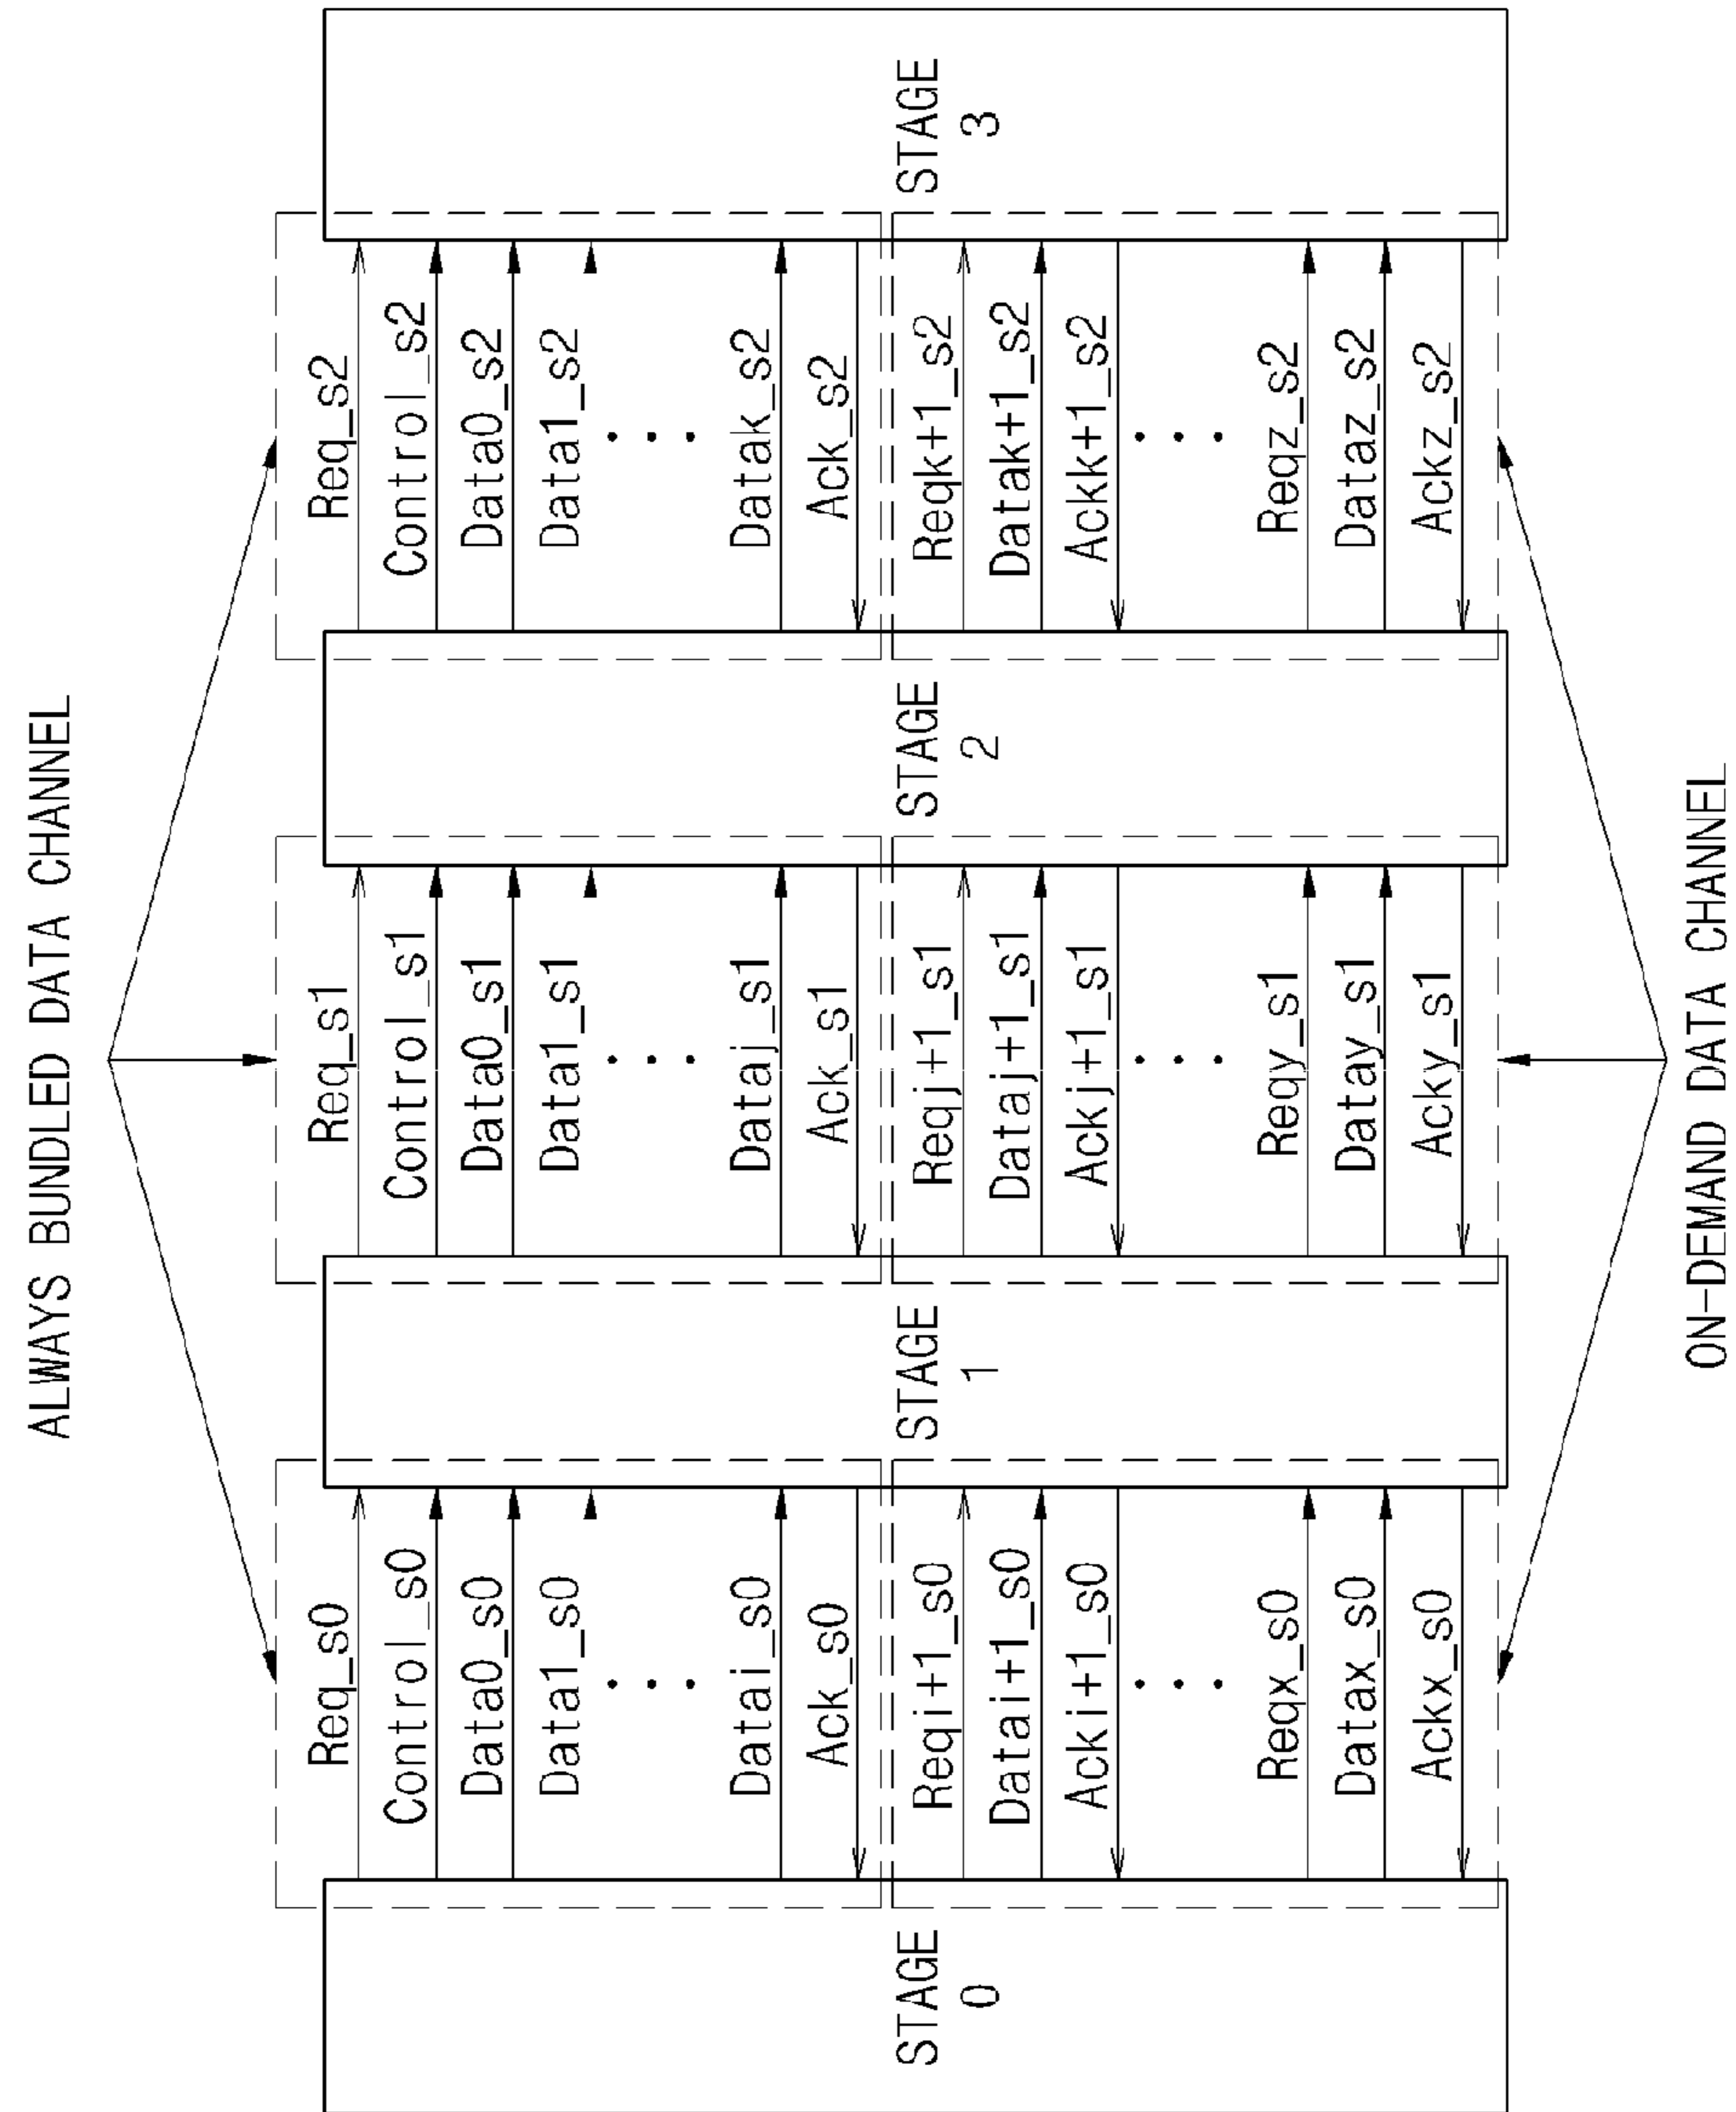 ALWAYS BUNDLED DATA CHANNEL
STAGE
0
Req_s0
Control_s0
Data0_s0
Data1_s0
. . .
Datai_s0
Ack_s0
Reqi+1_s0
Datai+1_s0
Acki+1_s0
. . .
Reqx_s0
Datax_s0
Ackx_s0
STAGE
1
Req_s1
Control_s1
Data0_s1
Data1_s1
. . .
Dataj_s1
Ack_s1
Reqj+1_s1
Dataj+1_s1
Ackj+1_s1
. . .
Reqy_s1
Datay_s1
Acky_s1
STAGE
2
Req_s2
Control_s2
Data0_s2
Data1_s2
. . .
Datak_s2
Ack_s2
Reqk+1_s2
Datak+1_s2
Ackk+1_s2
. . .
Reqz_s2
Dataz_s2
Ackz_s2
STAGE
3
ON-DEMAND DATA CHANNEL